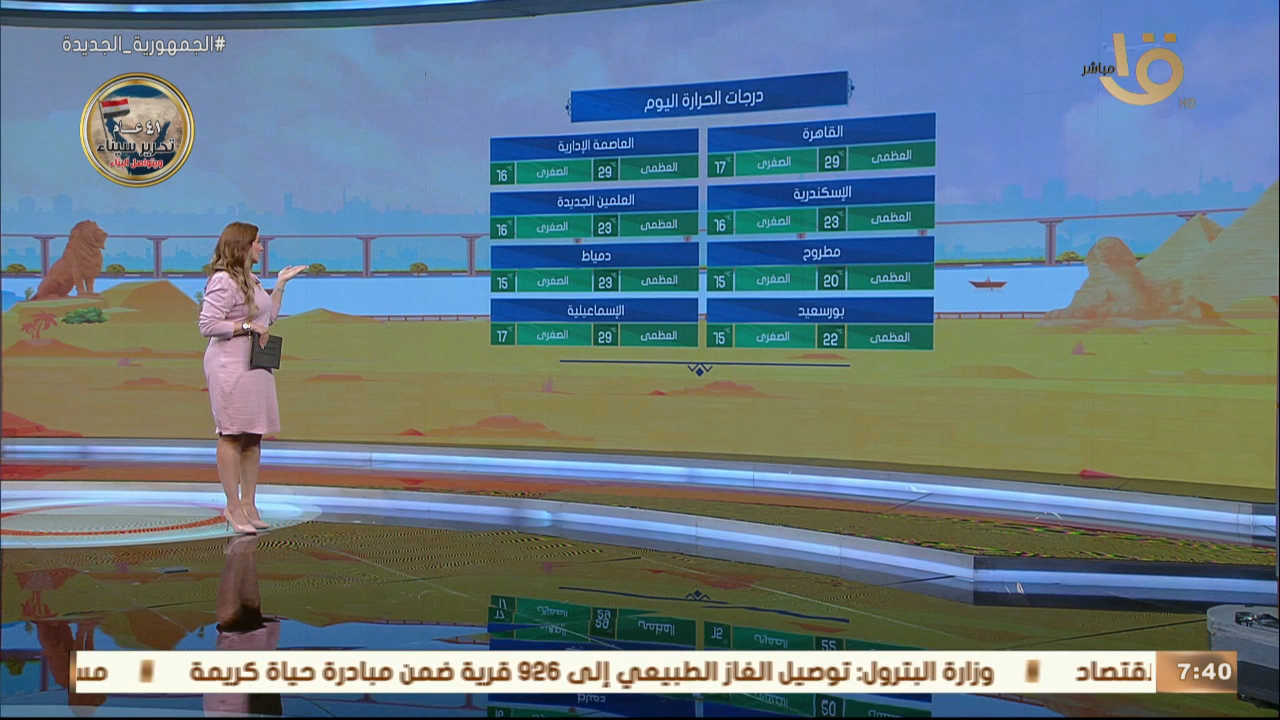 #الجمهورية_الجديدة
مباشر
HD
٤١ عــام
تحرير سيناء
ويتواصل البناء
درجات الحرارة اليوم
القاهرة
العظمى 29 الصغرى 17
العاصمة الإدارية
العظمى 29 الصغرى 16
الإسكندرية
العظمى 23 الصغرى 16
العلمين الجديدة
العظمى 23 الصغرى 16
مطروح
العظمى 20 الصغرى 15
دمياط
العظمى 23 الصغرى 15
بورسعيد
العظمى 22 الصغرى 15
الإسماعيلية
العظمى 29 الصغرى 17
7:40
وزارة البترول: توصيل الغاز الطبيعي إلى 926 قرية ضمن مبادرة حياة كريمة